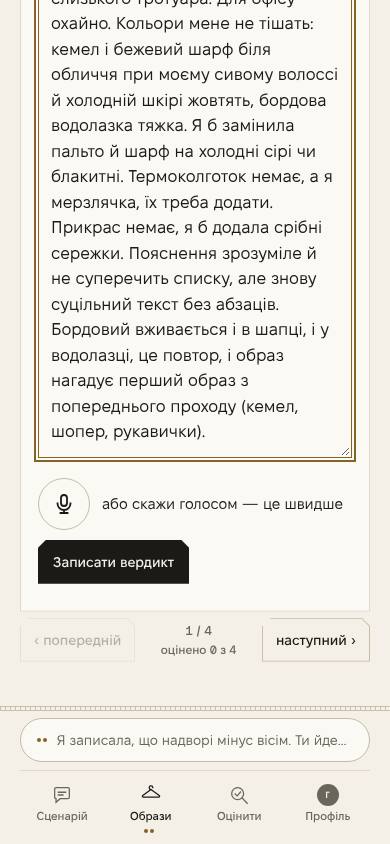 слизького тротуара. Для офісу
охайно. Кольори мене не тішать:
кемел і бежевий шарф біля
обличчя при моєму сивому волоссі
й холодній шкірі жовтять, бордова
водолазка тяжка. Я б замінила
пальто й шарф на холодні сірі чи
блакитні. Термоколготок немає, а я
мерзлячка, їх треба додати.
Прикрас немає, я б додала срібні
сережки. Пояснення зрозуміле й
не суперечить списку, але знову
суцільний текст без абзаців.
Бордовий вживається і в шапці, і у
водолазці, це повтор, і образ
нагадує перший образ з
попереднього проходу (кемел,
шопер, рукавички).
або скажи голосом — це швидше
Записати вердикт
‹ попередній
1 / 4
оцінено 0 з 4
наступний ›
Я записала, що надворі мінус вісім. Ти йде...
Сценарій
Образи
Оцінити
г
Профіль